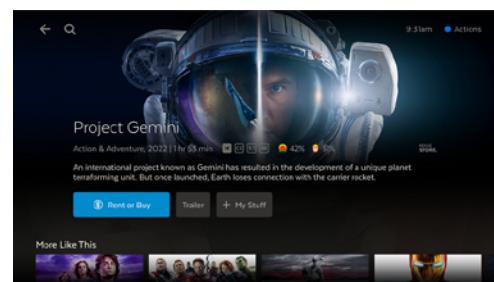 9:31am Actions
Project Gemini
Action & Adventure, 2022 | 1 hr 53 min 42%
An international project known as Gemini has resulted in the development of a unique planet
terraforming unit. But once launched, Earth loses connection with the carrier rocket.
Rent or Buy Trailer + My Stuff
More Like This